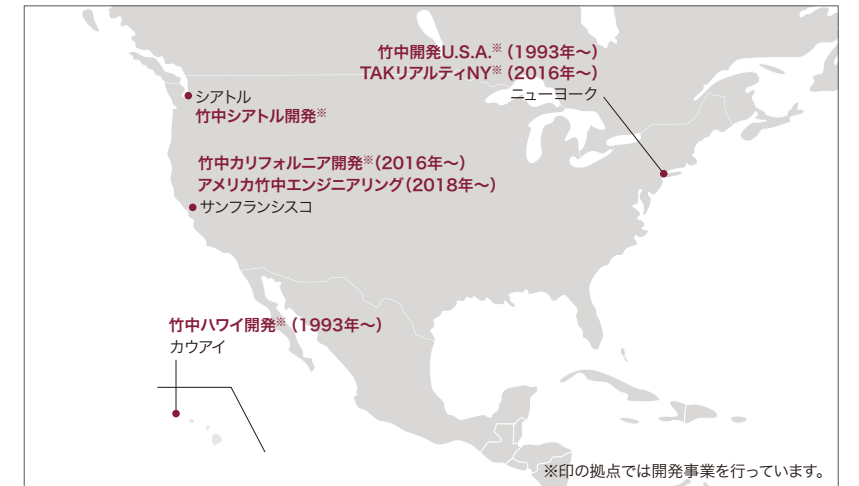 竹中開発U.S.A.※（1993年～）
TAKリアルティNY※（2016年～）
ニューヨーク
シアトル
竹中シアトル開発※
竹中カリフォルニア開発※（2016年～）
アメリカ竹中エンジニアリング（2018年～）
サンフランシスコ
竹中ハワイ開発※（1993年～）
カウアイ
※印の拠点では開発事業を行っています。